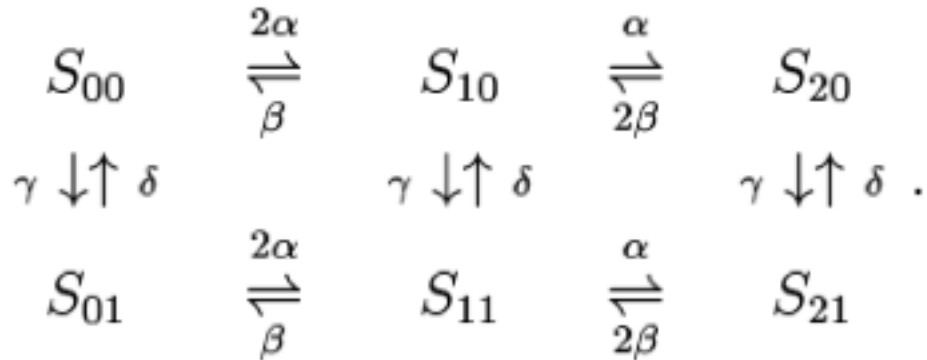 2α α
S₀₀ ⇌ S₁₀ ⇌ S₂₀
β 2β
γ ↓↑ δ γ ↓↑ δ γ ↓↑ δ .
2α α
S₀₁ ⇌ S₁₁ ⇌ S₂₁
β 2β